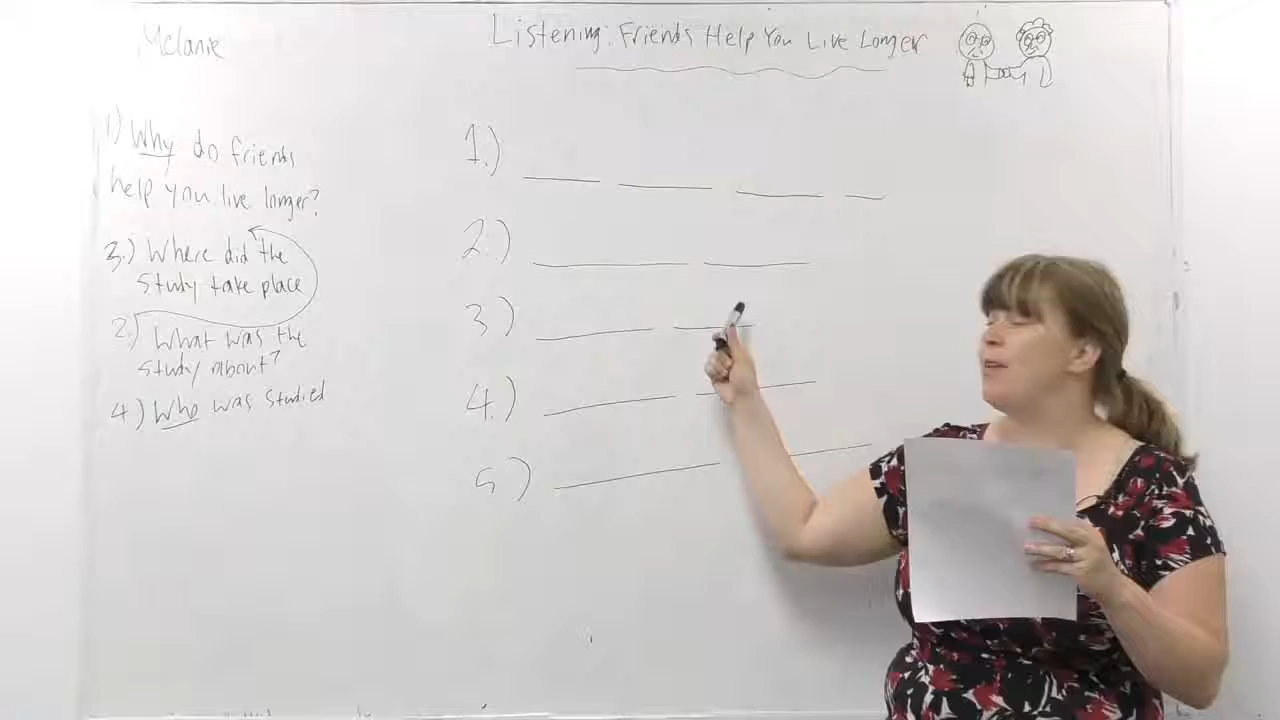 Melanie
Listening: Friends Help You Live Longer
1) Why do friends
help you live longer?
3.) Where did the
study take place
2.) What was the
study about?
4) Who was studied
1.)
2.)
3)
4.)
5)